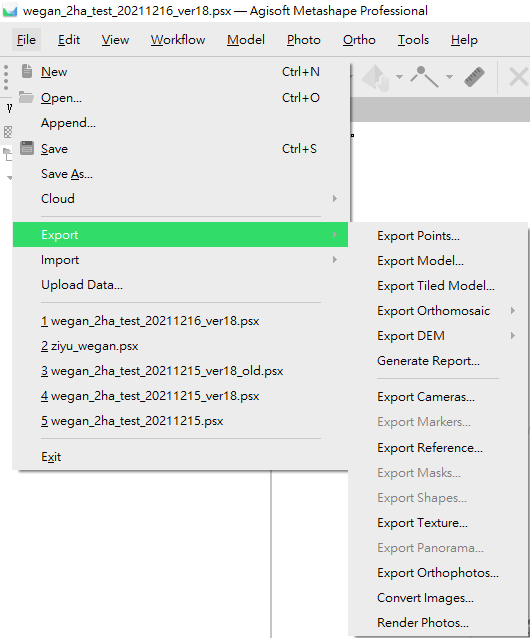 wegan_2ha_test_20211216_ver18.psx — Agisoft Metashape Professional
File Edit View Workflow Model Photo Ortho Tools Help
New Ctrl+N
Open... Ctrl+O
Append...
Save Ctrl+S
Save As...
Cloud
Export
Import
Upload Data...
1 wegan_2ha_test_20211216_ver18.psx
2 ziyu_wegan.psx
3 wegan_2ha_test_20211215_ver18_old.psx
4 wegan_2ha_test_20211215_ver18.psx
5 wegan_2ha_test_20211215.psx
Exit
Export Points...
Export Model...
Export Tiled Model...
Export Orthomosaic
Export DEM
Generate Report...
Export Cameras...
Export Markers...
Export Reference...
Export Masks...
Export Shapes...
Export Texture...
Export Panorama...
Export Orthophotos...
Convert Images...
Render Photos...